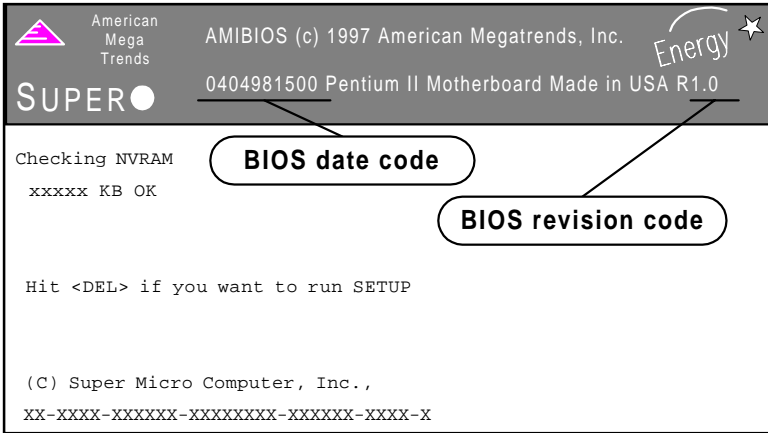 American
Mega
Trends
AMIBIOS (c) 1997 American Megatrends, Inc.
Energy
SUPER
0404981500 Pentium II Motherboard Made in USA R1.0
Checking NVRAM
BIOS date code
xxxxx KB OK
BIOS revision code
Hit <DEL> if you want to run SETUP
(C) Super Micro Computer, Inc.,
XX-XXXX-XXXXXX-XXXXXXXX-XXXXXX-XXXX-X